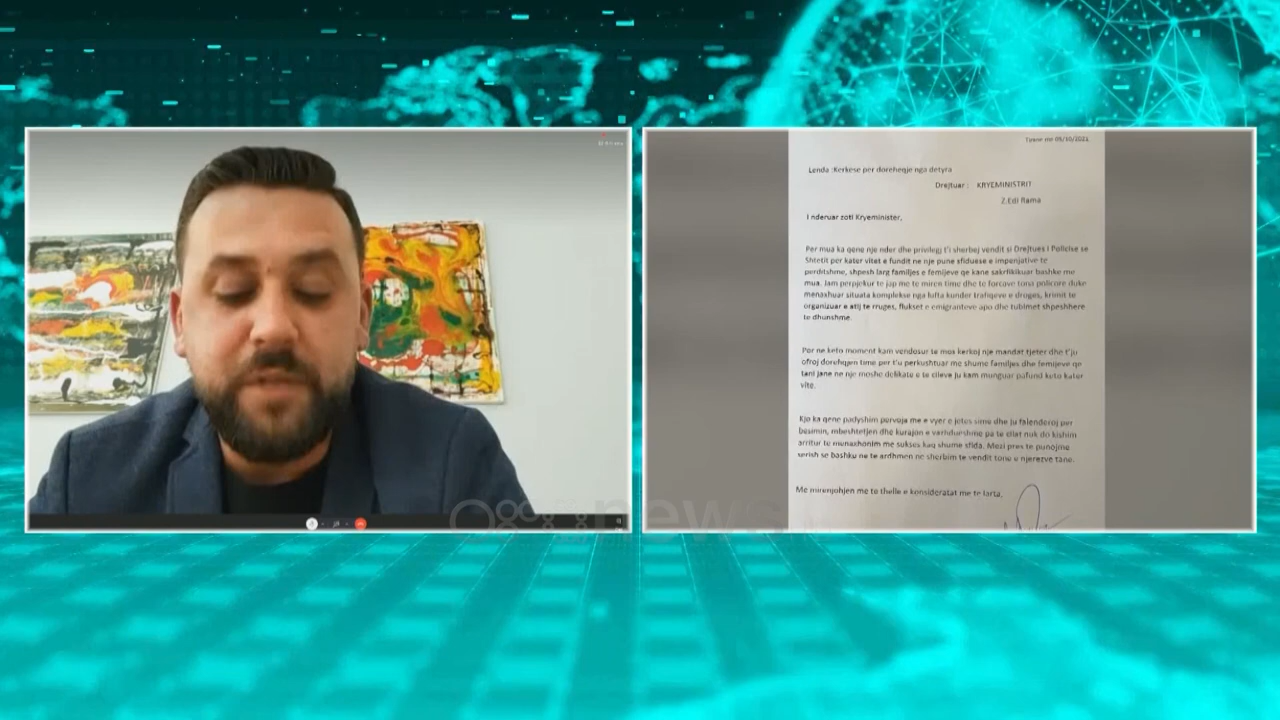 Tirane me 05/10/2021
Lenda :Kerkese per doreheqje nga detyra
Drejtuar : KRYEMINISTRIT
Z.Edi Rama
I nderuar zoti Kryeminister,
Per mua ka qene nje nder dhe privilegj t'i sherbej vendit si Drejtues i Policise se
Shtetit per kater vitet e fundit ne nje pune sfiduese e impenjative te
perditshme, shpesh larg familjes e femijeve qe kane sakrifikuar bashke me
mua. Jam perpjekur te jap me te miren time dhe te forcave tona policore duke
menaxhuar situata komplekse nga lufta kunder trafiqeve e droges, krimit te
organizuar e atij te rruges, flukset e emigranteve apo dhe tubimet shpeshhere
te dhunshme.
Por ne keto moment kam vendosur te mos kerkoj nje mandat tjeter dhe t'ju
ofroj doreheqjen time per t'u perkushtuar me shume familjes dhe femijeve qe
tani jane ne nje moshe delikate e te cileve ju kam munguar pafund keto kater
vite.
Kjo ka qene padyshim pervoja me e vyer e jetes sime dhe ju falenderoj per
besimin, mbeshtetjen dhe kurajon e vazhdueshme pa te cilat nuk do kishim
arritur te menaxhonim me sukses kaq shume sfida. Mezi pres te punojme
serish se bashku ne te ardhmen ne sherbim te vendit tone e njerezve tane.
Me mirenjohjen me te thelle e konsideratat me te larta,
news